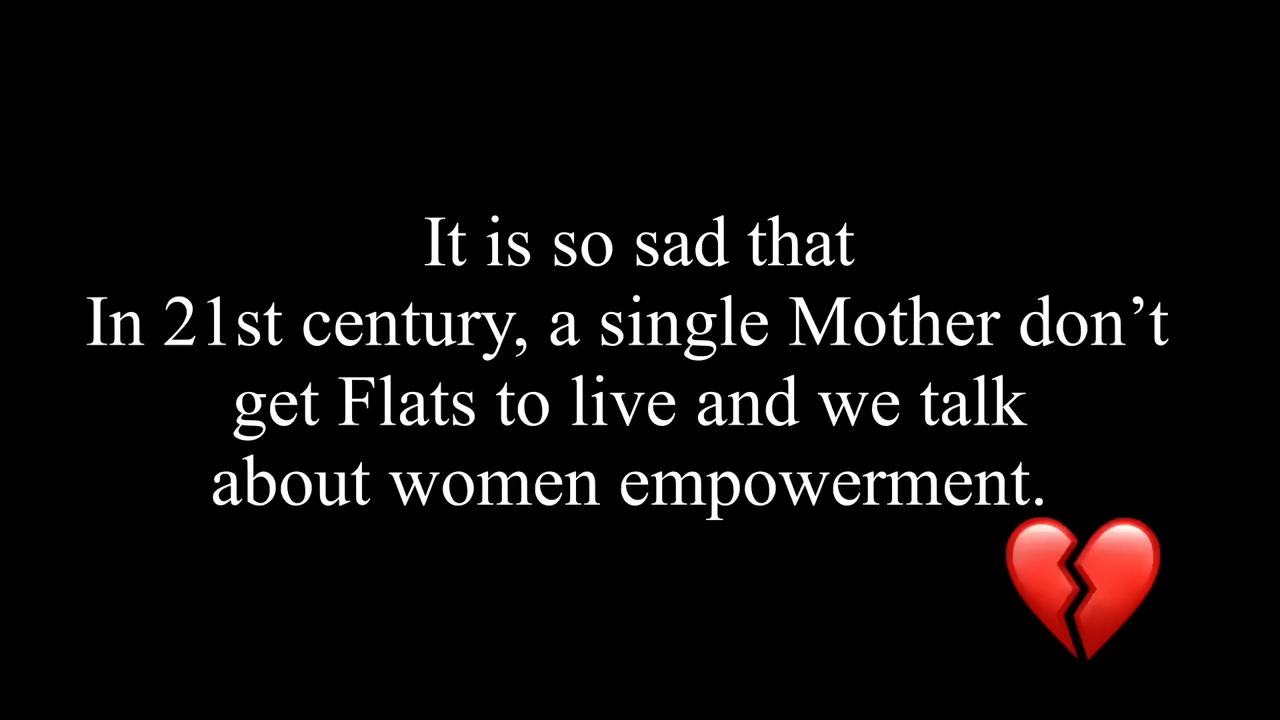 It is so sad that
In 21st century, a single Mother don’t
get Flats to live and we talk
about women empowerment.